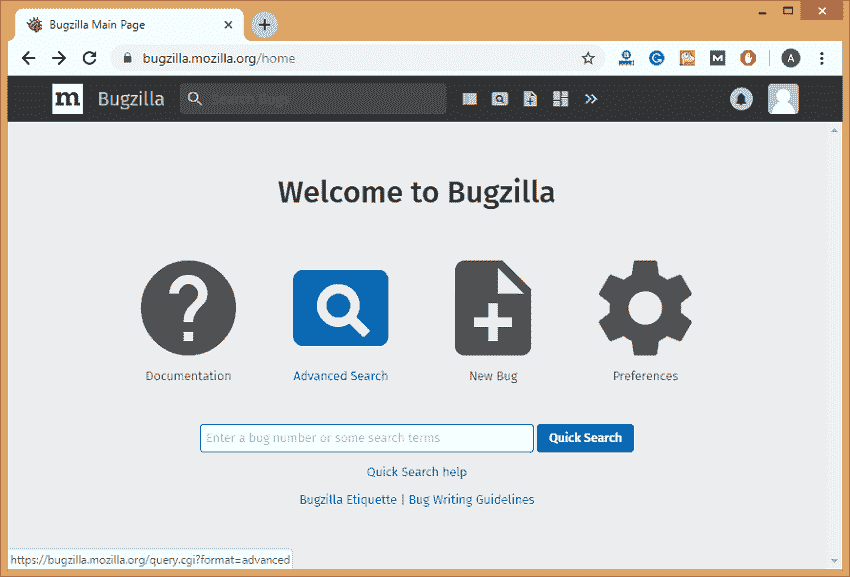 Bugzilla Main Page
bugzilla.mozilla.org/home
A
m Bugzilla Search Bugs
Welcome to Bugzilla
Documentation Advanced Search New Bug Preferences
Enter a bug number or some search terms Quick Search
Quick Search help
Bugzilla Etiquette | Bug Writing Guidelines
https://bugzilla.mozilla.org/query.cgi?format=advanced